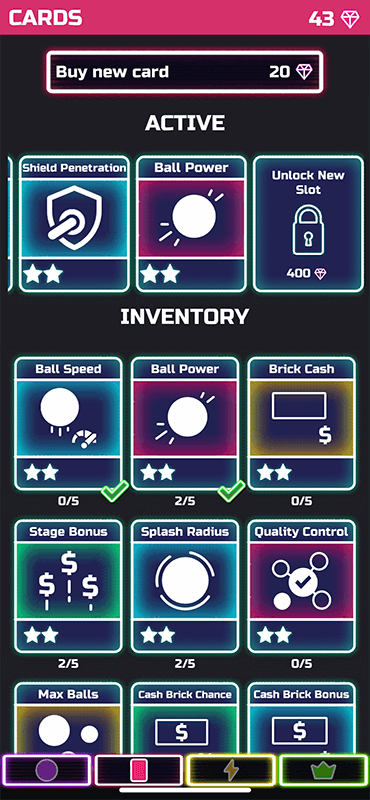 CARDS 43
Buy new card 20
ACTIVE
Shield Penetration Ball Power Unlock New
Slot
400
INVENTORY
Ball Speed Ball Power Brick Cash
$
0/5 2/5 0/5
Stage Bonus Splash Radius Quality Control
$ $ $
2/5 2/5 0/5
Max Balls Cash Brick Chance Cash Brick Bonus
$ $